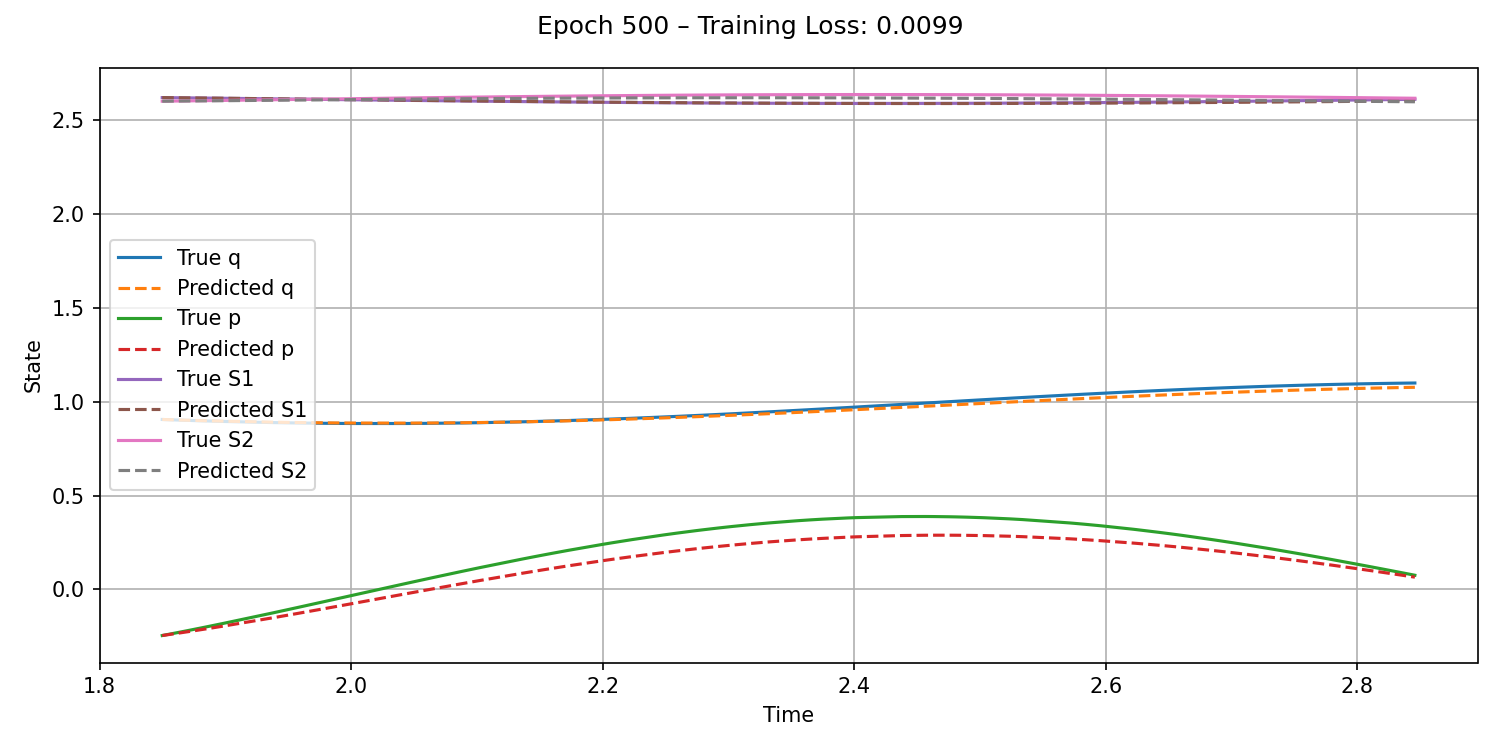 Epoch 500 – Training Loss: 0.0099
State
2.5
2.0
1.5
1.0
0.5
0.0
True q
Predicted q
True p
Predicted p
True S1
Predicted S1
True S2
Predicted S2
1.8 2.0 2.2 2.4 2.6 2.8
Time